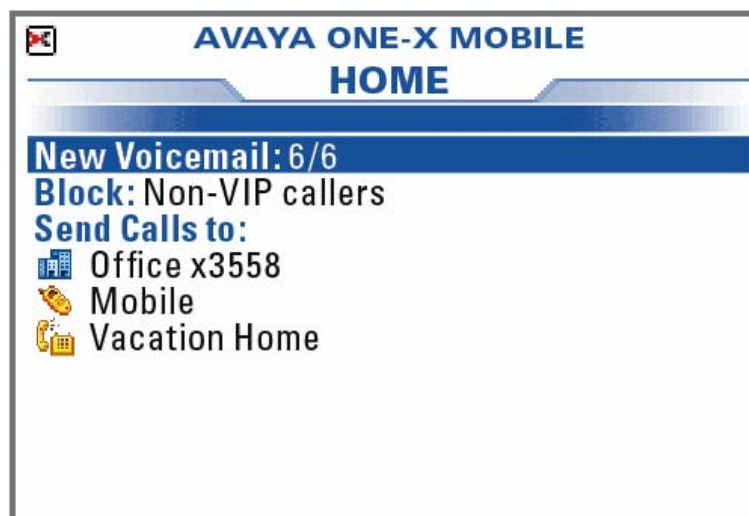 AVAYA ONE-X MOBILE
HOME
New Voicemail: 6/6
Block: Non-VIP callers
Send Calls to:
Office x3558
Mobile
Vacation Home